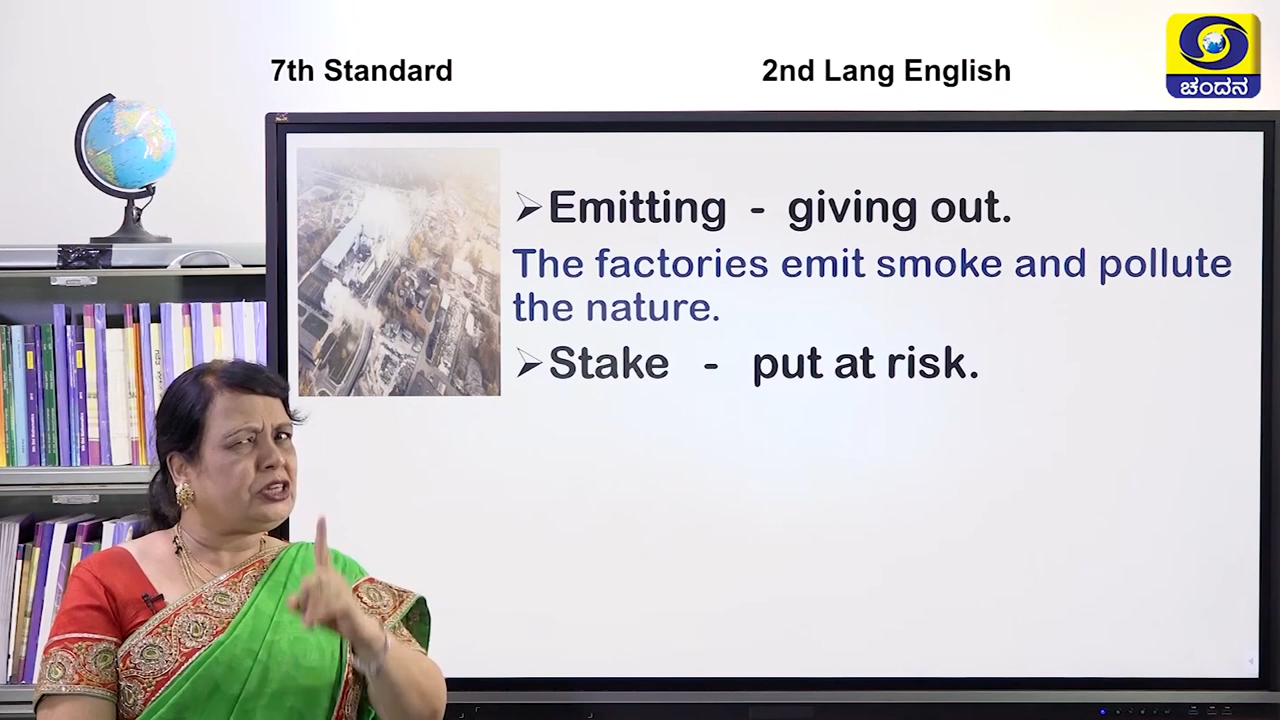 7th Standard
2nd Lang English
ಚಂದನ
➢Emitting - giving out.
The factories emit smoke and pollute
the nature.
➢Stake - put at risk.